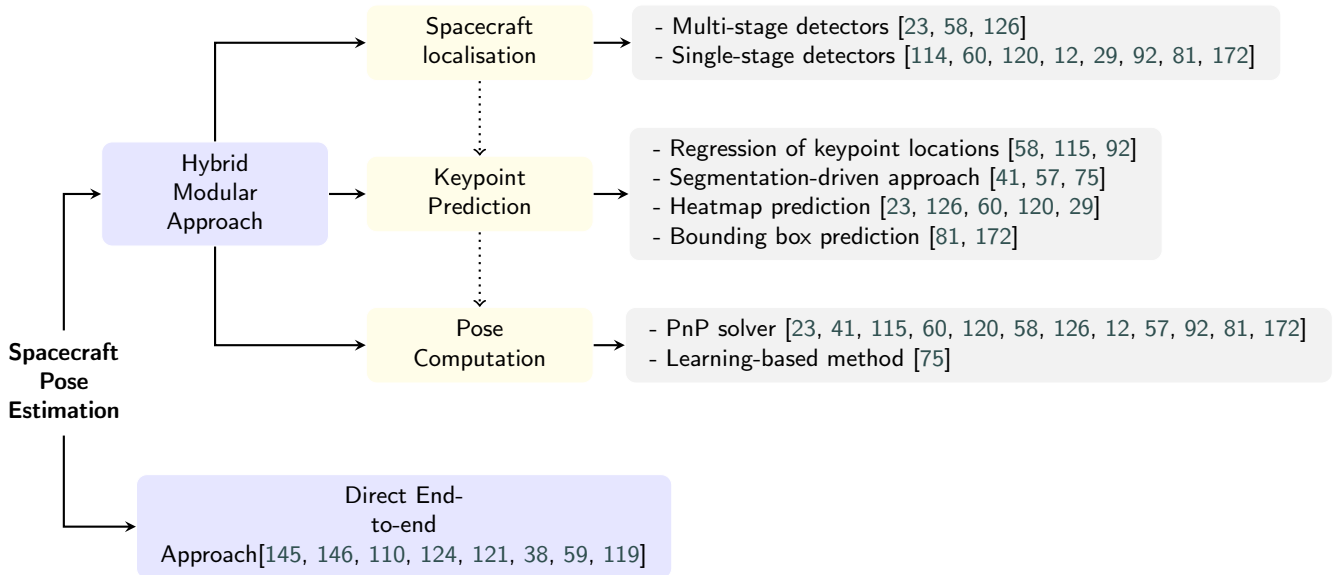 Spacecraft
localisation
- Multi-stage detectors [23, 58, 126]
- Single-stage detectors [114, 60, 120, 12, 29, 92, 81, 172]
Hybrid
Modular
Approach
Keypoint
Prediction
- Regression of keypoint locations [58, 115, 92]
- Segmentation-driven approach [41, 57, 75]
- Heatmap prediction [23, 126, 60, 120, 29]
- Bounding box prediction [81, 172]
Pose
Computation
- PnP solver [23, 41, 115, 60, 120, 58, 126, 12, 57, 92, 81, 172]
- Learning-based method [75]
Spacecraft
Pose
Estimation
Direct End-
to-end
Approach[145, 146, 110, 124, 121, 38, 59, 119]